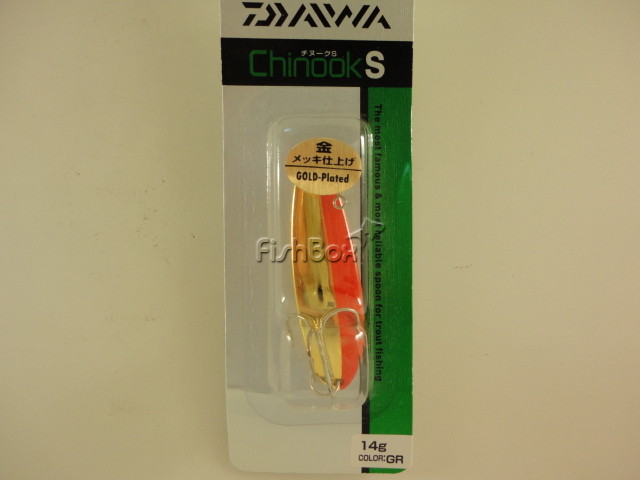 DAIWA
チヌークS
Chinook S
金
メッキ仕上げ
GOLD-Plated
FishBox
The most famous & most reliable spoon for trout fishing
14g
COLOR:GR